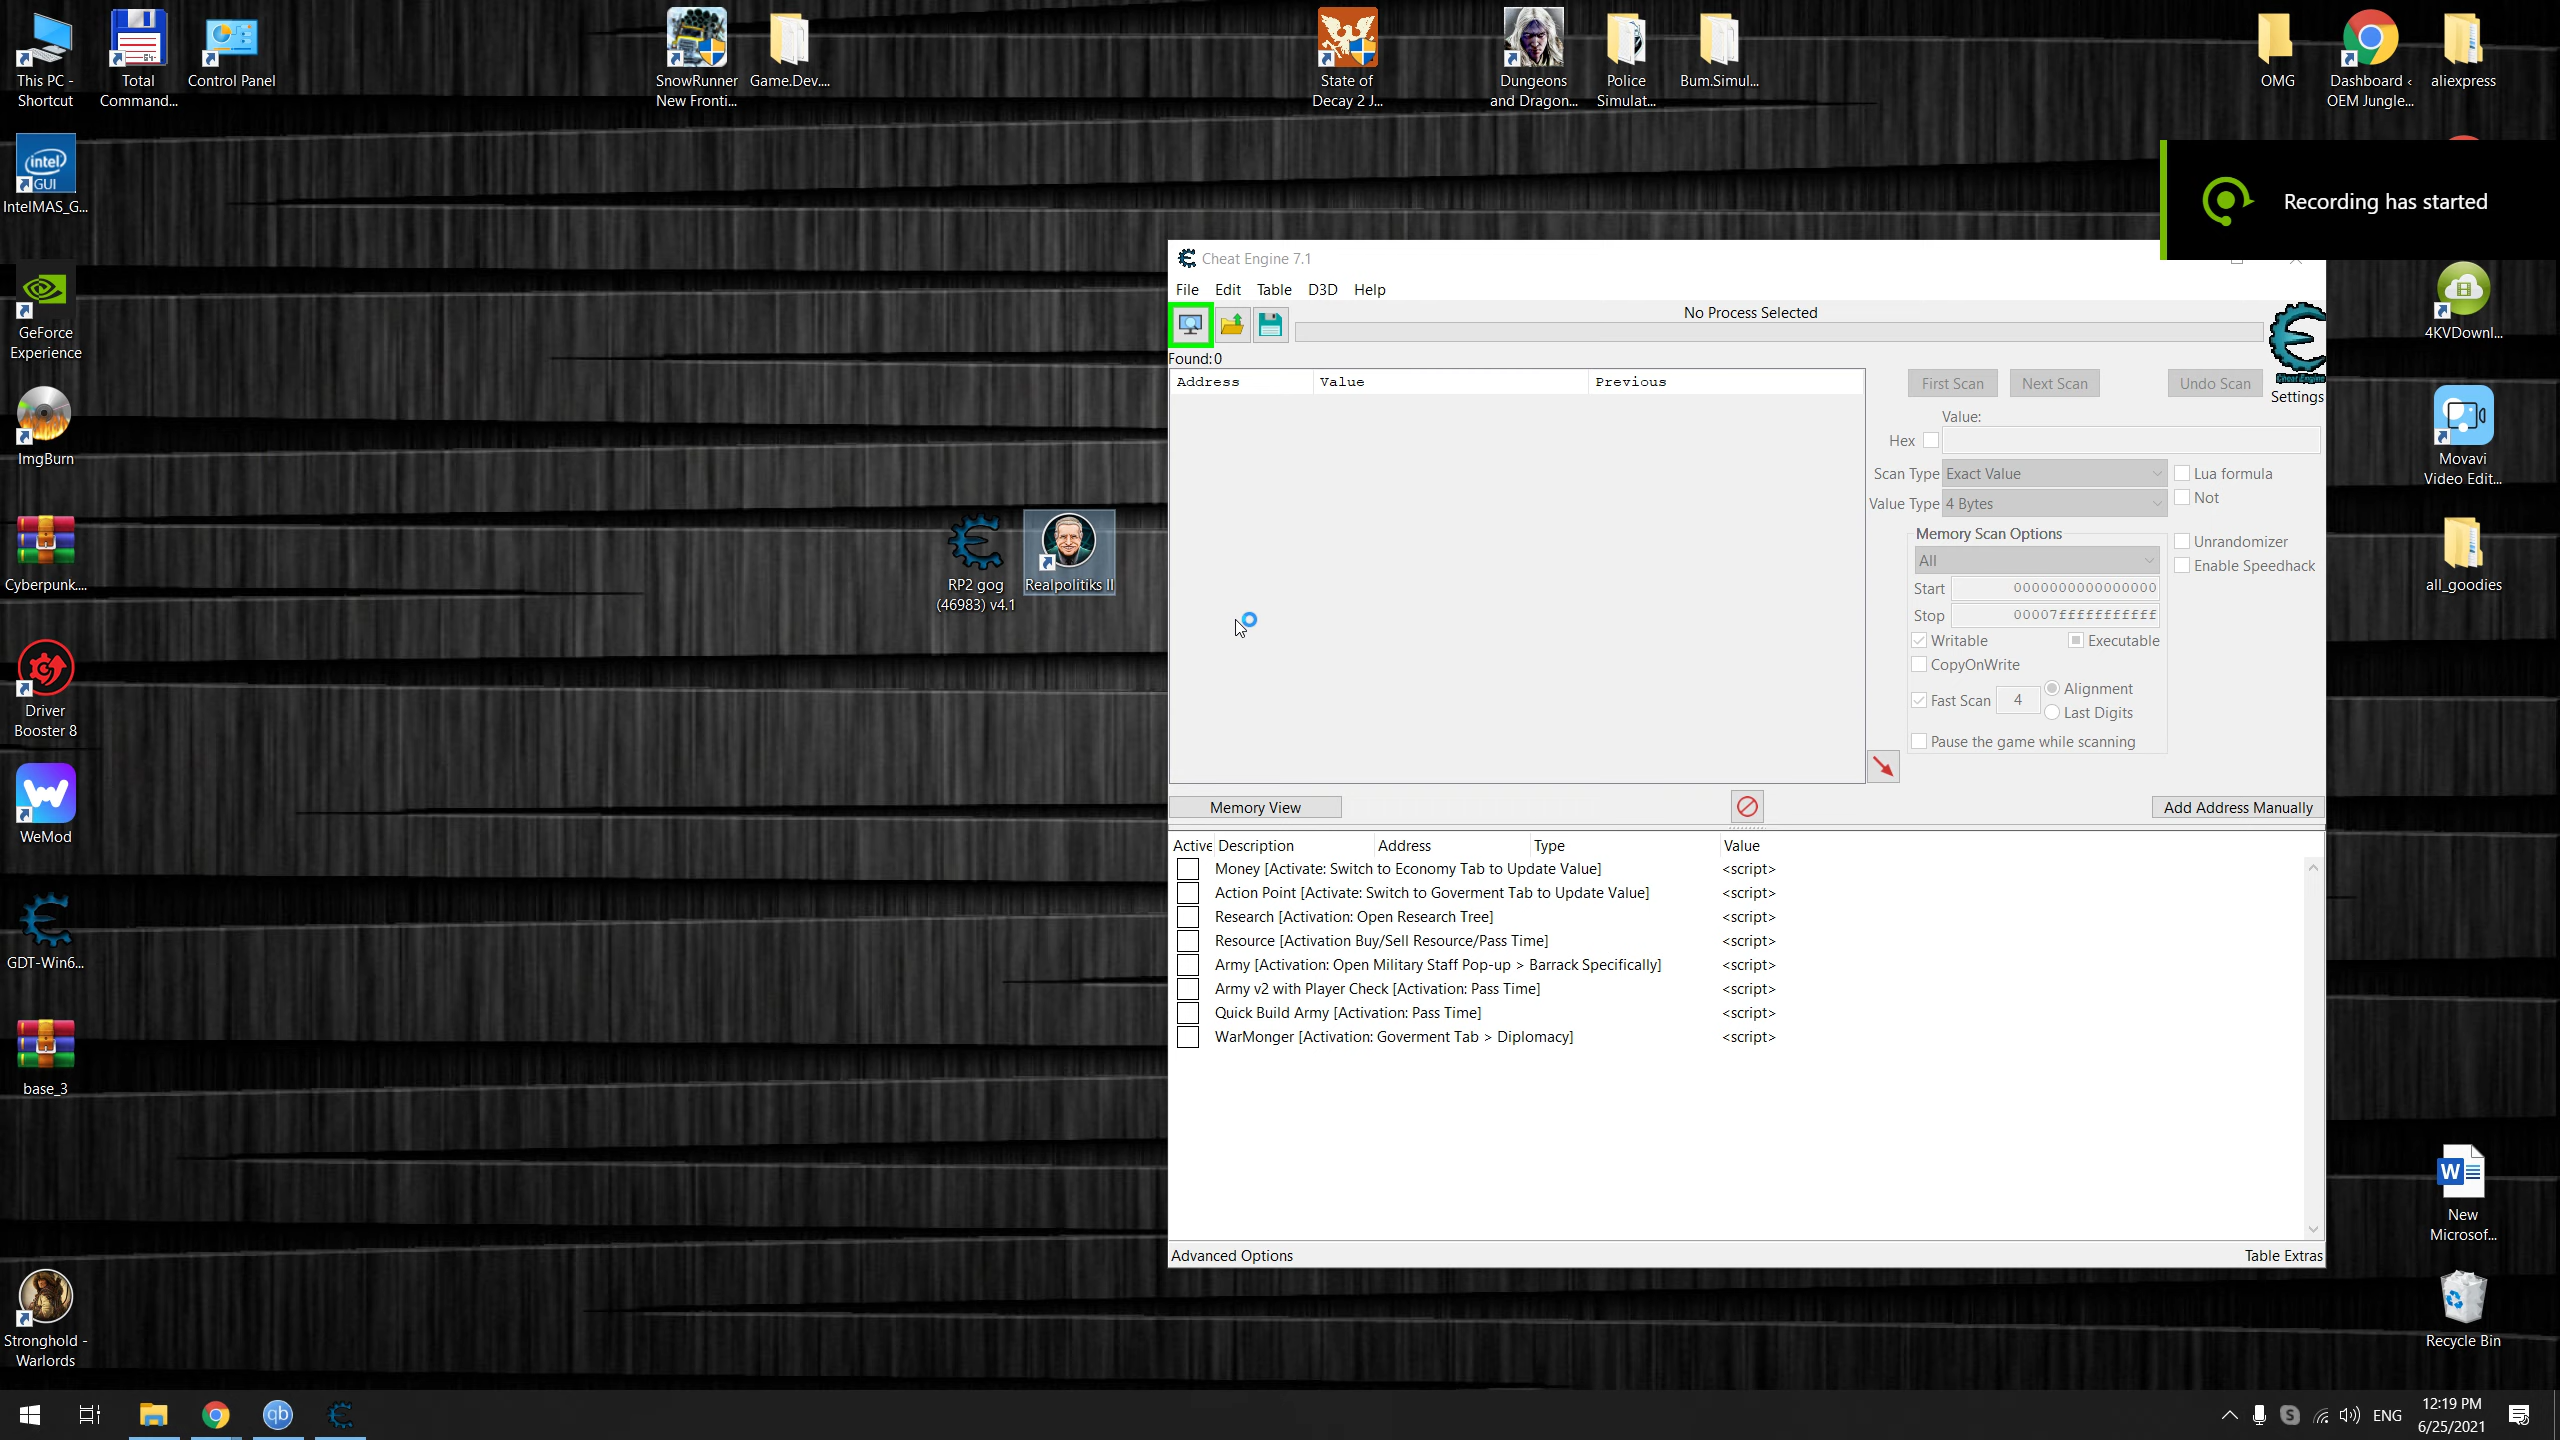 This PC -
Shortcut
Total
Command...
Control Panel
SnowRunner
New Fronti...
Game.Dev....
State of
Decay 2 J...
Dungeons
and Dragon...
Police
Simulat...
Bum.Simul...
OMG
Dashboard ‹
OEM Jungle...
aliexpress
intel
GUI
IntelMAS_G...
Recording has started
GeForce
Experience
ImgBurn
Cyberpunk....
Driver
Booster 8
WeMod
GDT-Win6...
base_3
Stronghold -
Warlords
RP2 gog
(46983) v4.1
Realpolitiks II
Cheat Engine 7.1
File Edit Table D3D Help
No Process Selected
Found:0
Address Value Previous
First Scan Next Scan Undo Scan
Cheat Engine
Settings
Value:
Hex
Scan Type Exact Value Lua formula
Not
Value Type 4 Bytes
Memory Scan Options
All
Unrandomizer
Enable Speedhack
Start 0000000000000000
Stop 00007fffffffffff
Writable Executable
CopyOnWrite
Fast Scan 4 Alignment
Last Digits
Pause the game while scanning
Memory View Add Address Manually
Active Description Address Type Value
Money [Activate: Switch to Economy Tab to Update Value] <script>
Action Point [Activate: Switch to Goverment Tab to Update Value] <script>
Research [Activation: Open Research Tree] <script>
Resource [Activation Buy/Sell Resource/Pass Time] <script>
Army [Activation: Open Military Staff Pop-up > Barrack Specifically] <script>
Army v2 with Player Check [Activation: Pass Time] <script>
Quick Build Army [Activation: Pass Time] <script>
WarMonger [Activation: Goverment Tab > Diplomacy] <script>
Advanced Options Table Extras
4KVDownl...
Movavi
Video Edit...
all_goodies
W
New
Microsof...
Recycle Bin
qb
S
ENG
12:19 PM
6/25/2021